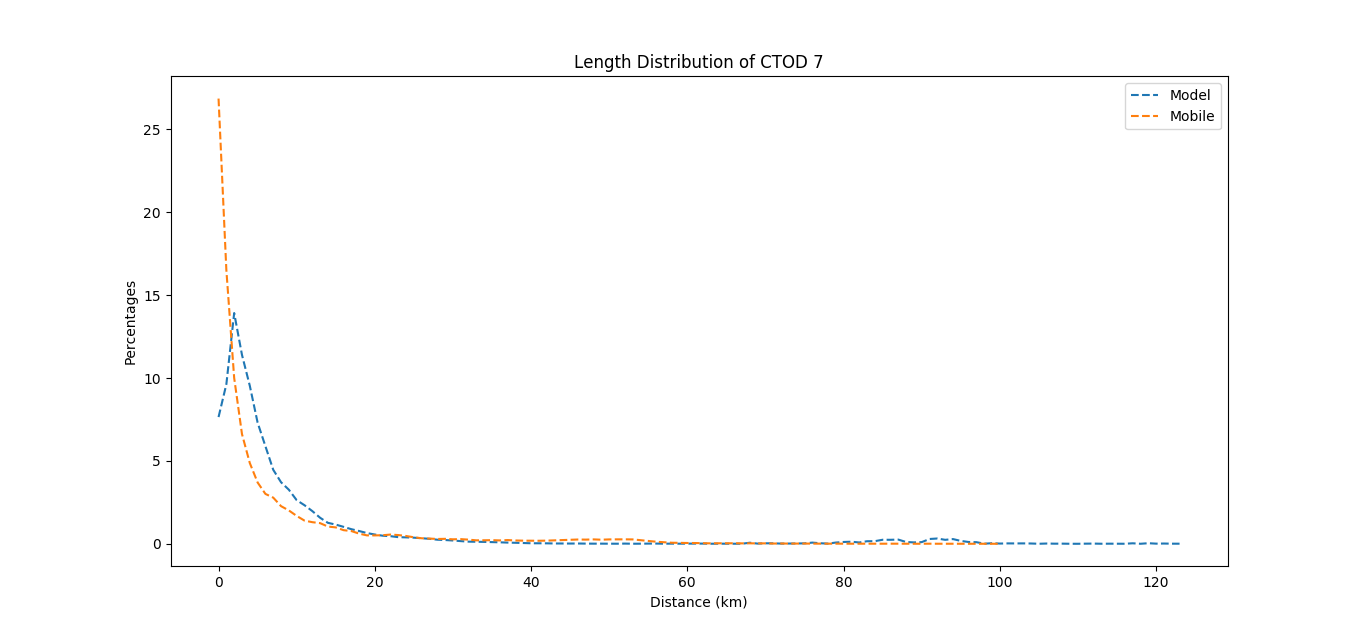 Length Distribution of CTOD 7
Model
Mobile
Percentages
25
20
15
10
5
0
0 20 40 60 80 100 120
Distance (km)